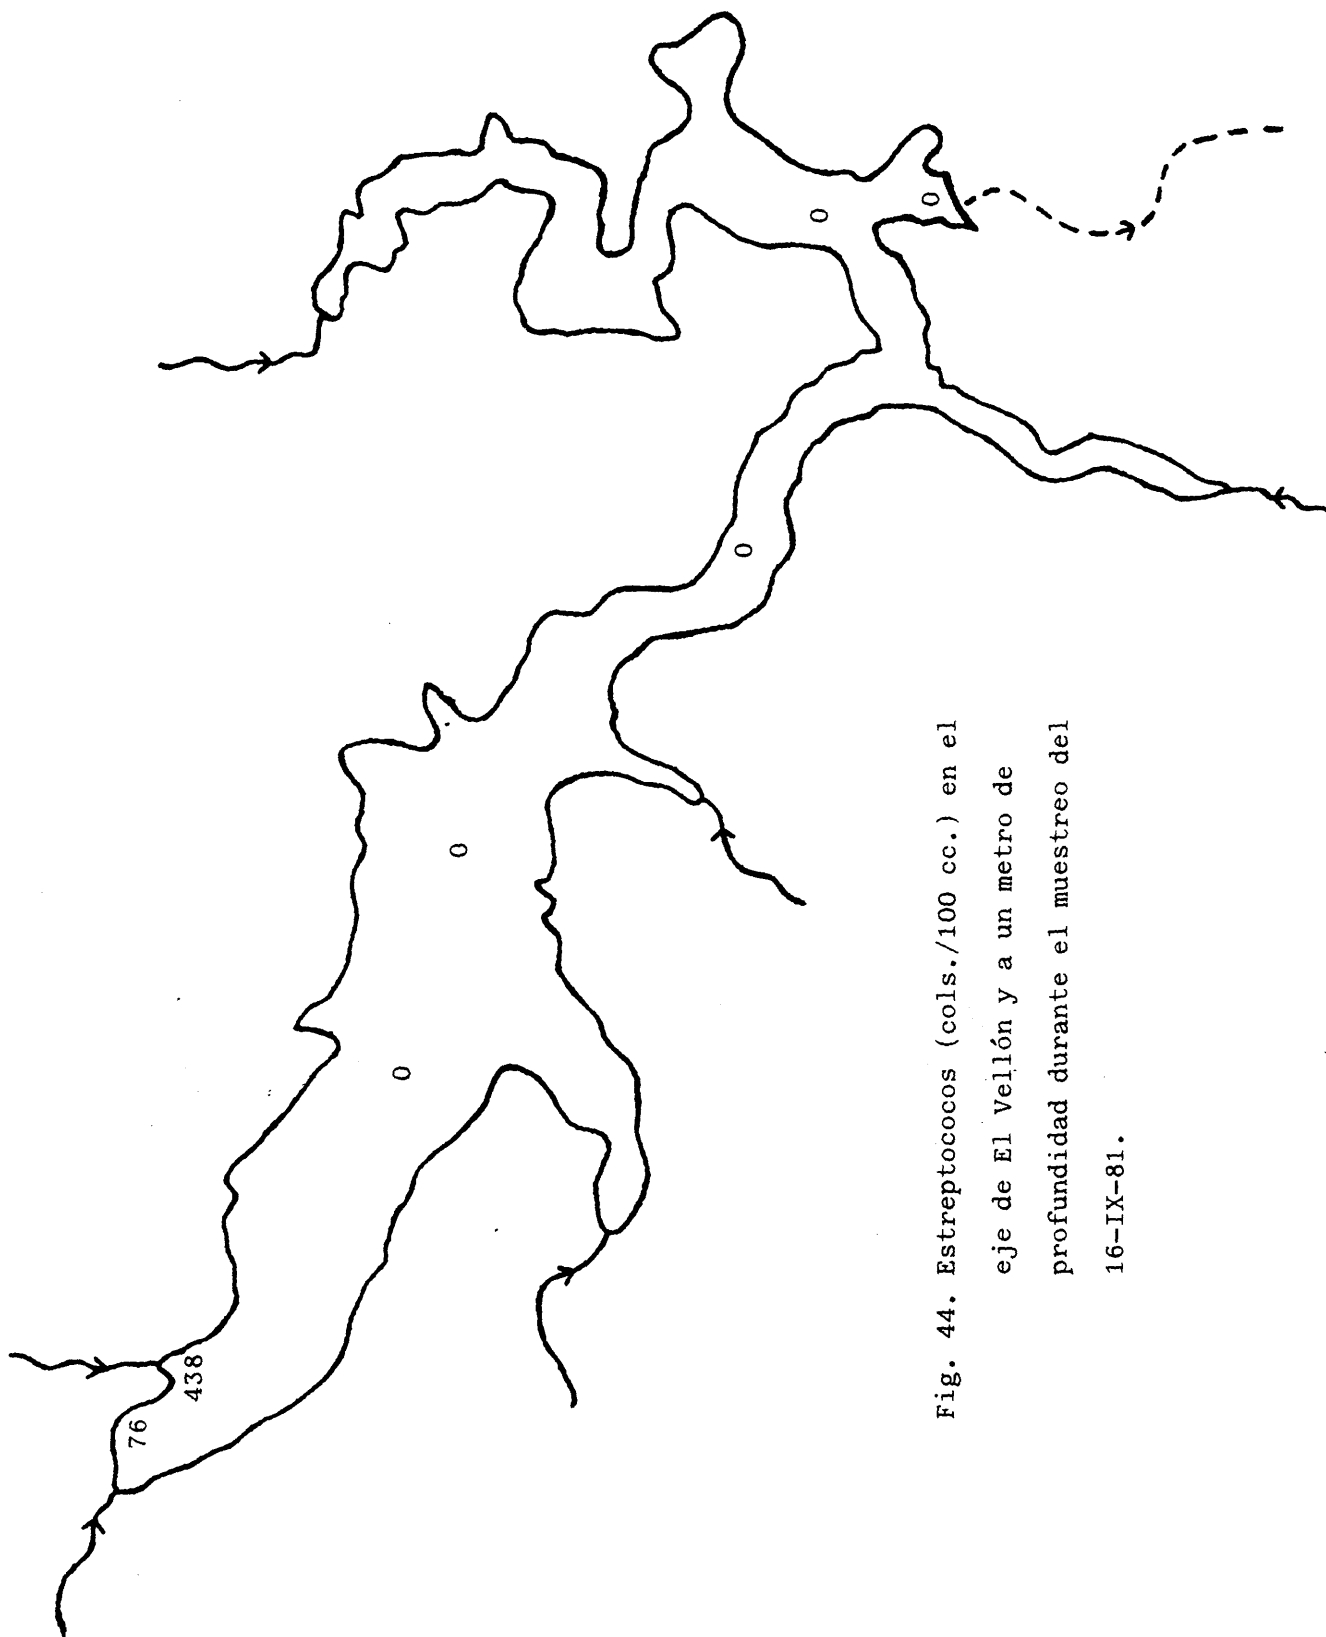 76
438
0
0
0
0
0
Fig. 44. Estreptococos (cols./100 cc.) en el
eje de El Vellón y a un metro de
profundidad durante el muestreo del
16-IX-81.